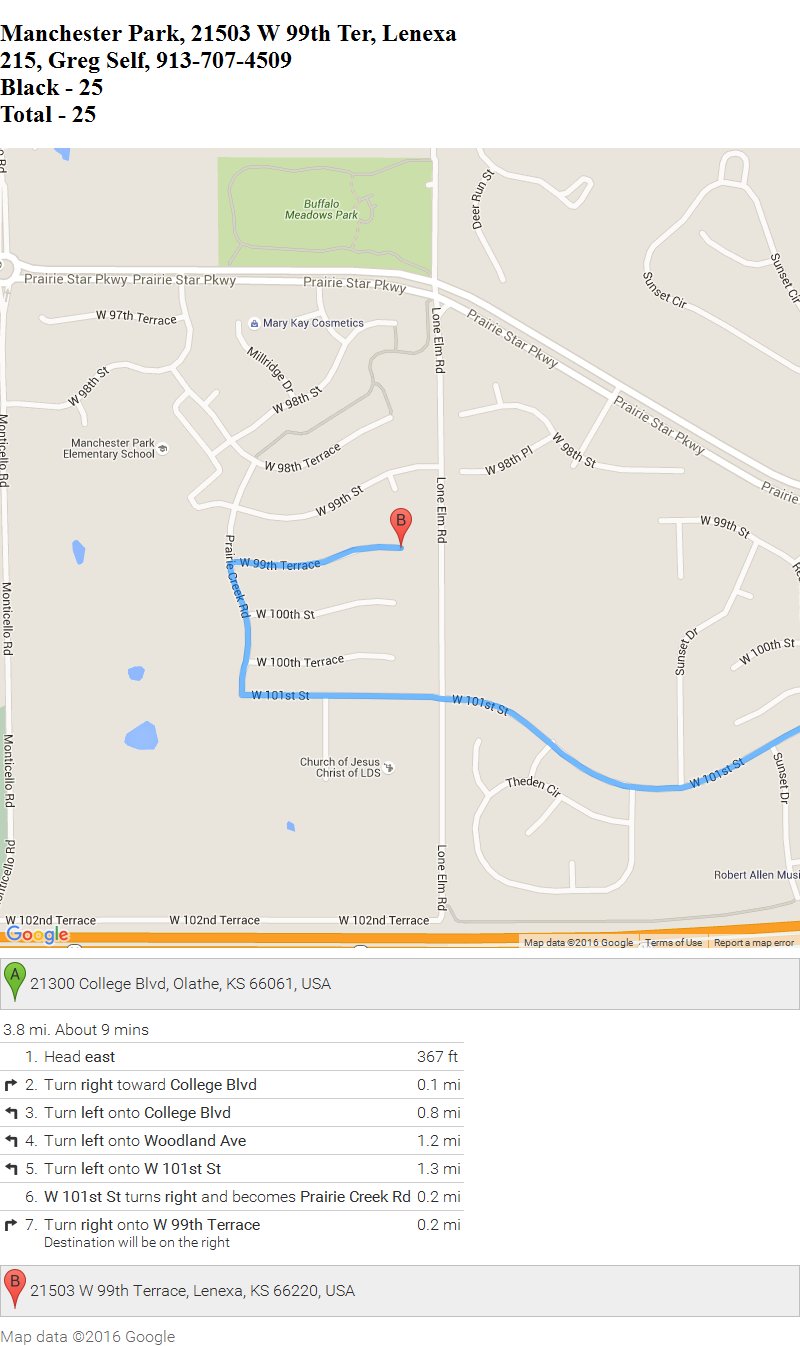 Manchester Park, 21503 W 99th Ter, Lenexa
215, Greg Self, 913-707-4509
Black - 25
Total - 25
Buffalo
Meadows Park
Deer Run St
Sunset Cir
Sunset Cir
Prairie Star Pkwy
Prairie Star Pkwy
Prairie Star Pkwy
Prairie Star Pkwy
W 97th Terrace
Mary Kay Cosmetics
Lone Elm Rd
Millridge Dr
W 98th St
W 98th St
Prairie Star Pkwy
Manchester Park
Elementary School
Monticello Rd
W 98th Terrace
W 98th Pl
W 98th St
W 99th St
Lone Elm Rd
Prairie
W 99th St
B
Prairie Creek Rd
W 99th Terrace
Monticello Rd
W 100th St
Sunset Dr
W 100th St
W 100th Terrace
W 101st St
W 101st St
Monticello Rd
Church of Jesus
Christ of LDS
Theden Cir
W 101st St
Sunset Dr
onticello Rd
Lone Elm Rd
Robert Allen Musi
W 102nd Terrace
W 102nd Terrace
W 102nd Terrace
Google
Map data ©2016 Google
Terms of Use
Report a map error
A
21300 College Blvd, Olathe, KS 66061, USA
3.8 mi. About 9 mins
1. Head east 367 ft
2. Turn right toward College Blvd 0.1 mi
3. Turn left onto College Blvd 0.8 mi
4. Turn left onto Woodland Ave 1.2 mi
5. Turn left onto W 101st St 1.3 mi
6. W 101st St turns right and becomes Prairie Creek Rd 0.2 mi
7. Turn right onto W 99th Terrace 0.2 mi
Destination will be on the right
B
21503 W 99th Terrace, Lenexa, KS 66220, USA
Map data ©2016 Google